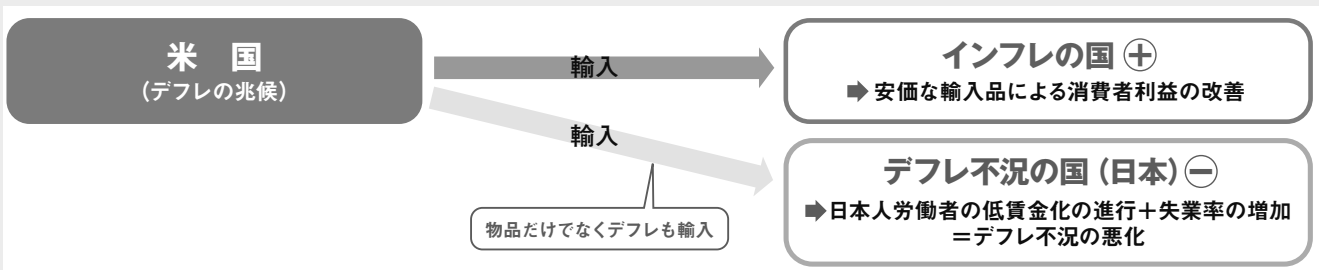 米 国
(デフレの兆候)
輸入
インフレの国 ⊕
➡ 安価な輸入品による消費者利益の改善
輸入
デフレ不況の国 (日本) ⊖
➡日本人労働者の低賃金化の進行+失業率の増加
=デフレ不況の悪化
物品だけでなくデフレも輸入